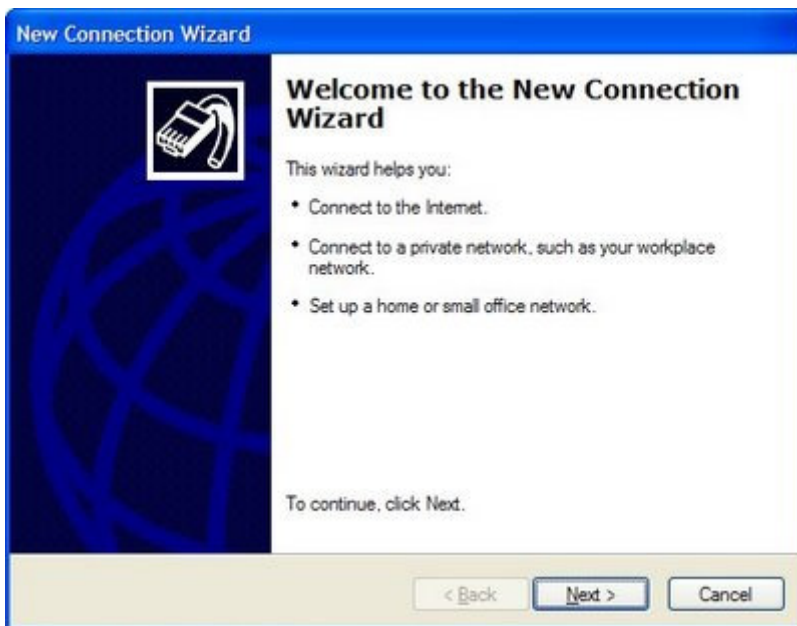 New Connection Wizard
Welcome to the New Connection
Wizard
This wizard helps you:
• Connect to the Internet.
• Connect to a private network, such as your workplace
network.
• Set up a home or small office network.
To continue, click Next.
< Back Next > Cancel